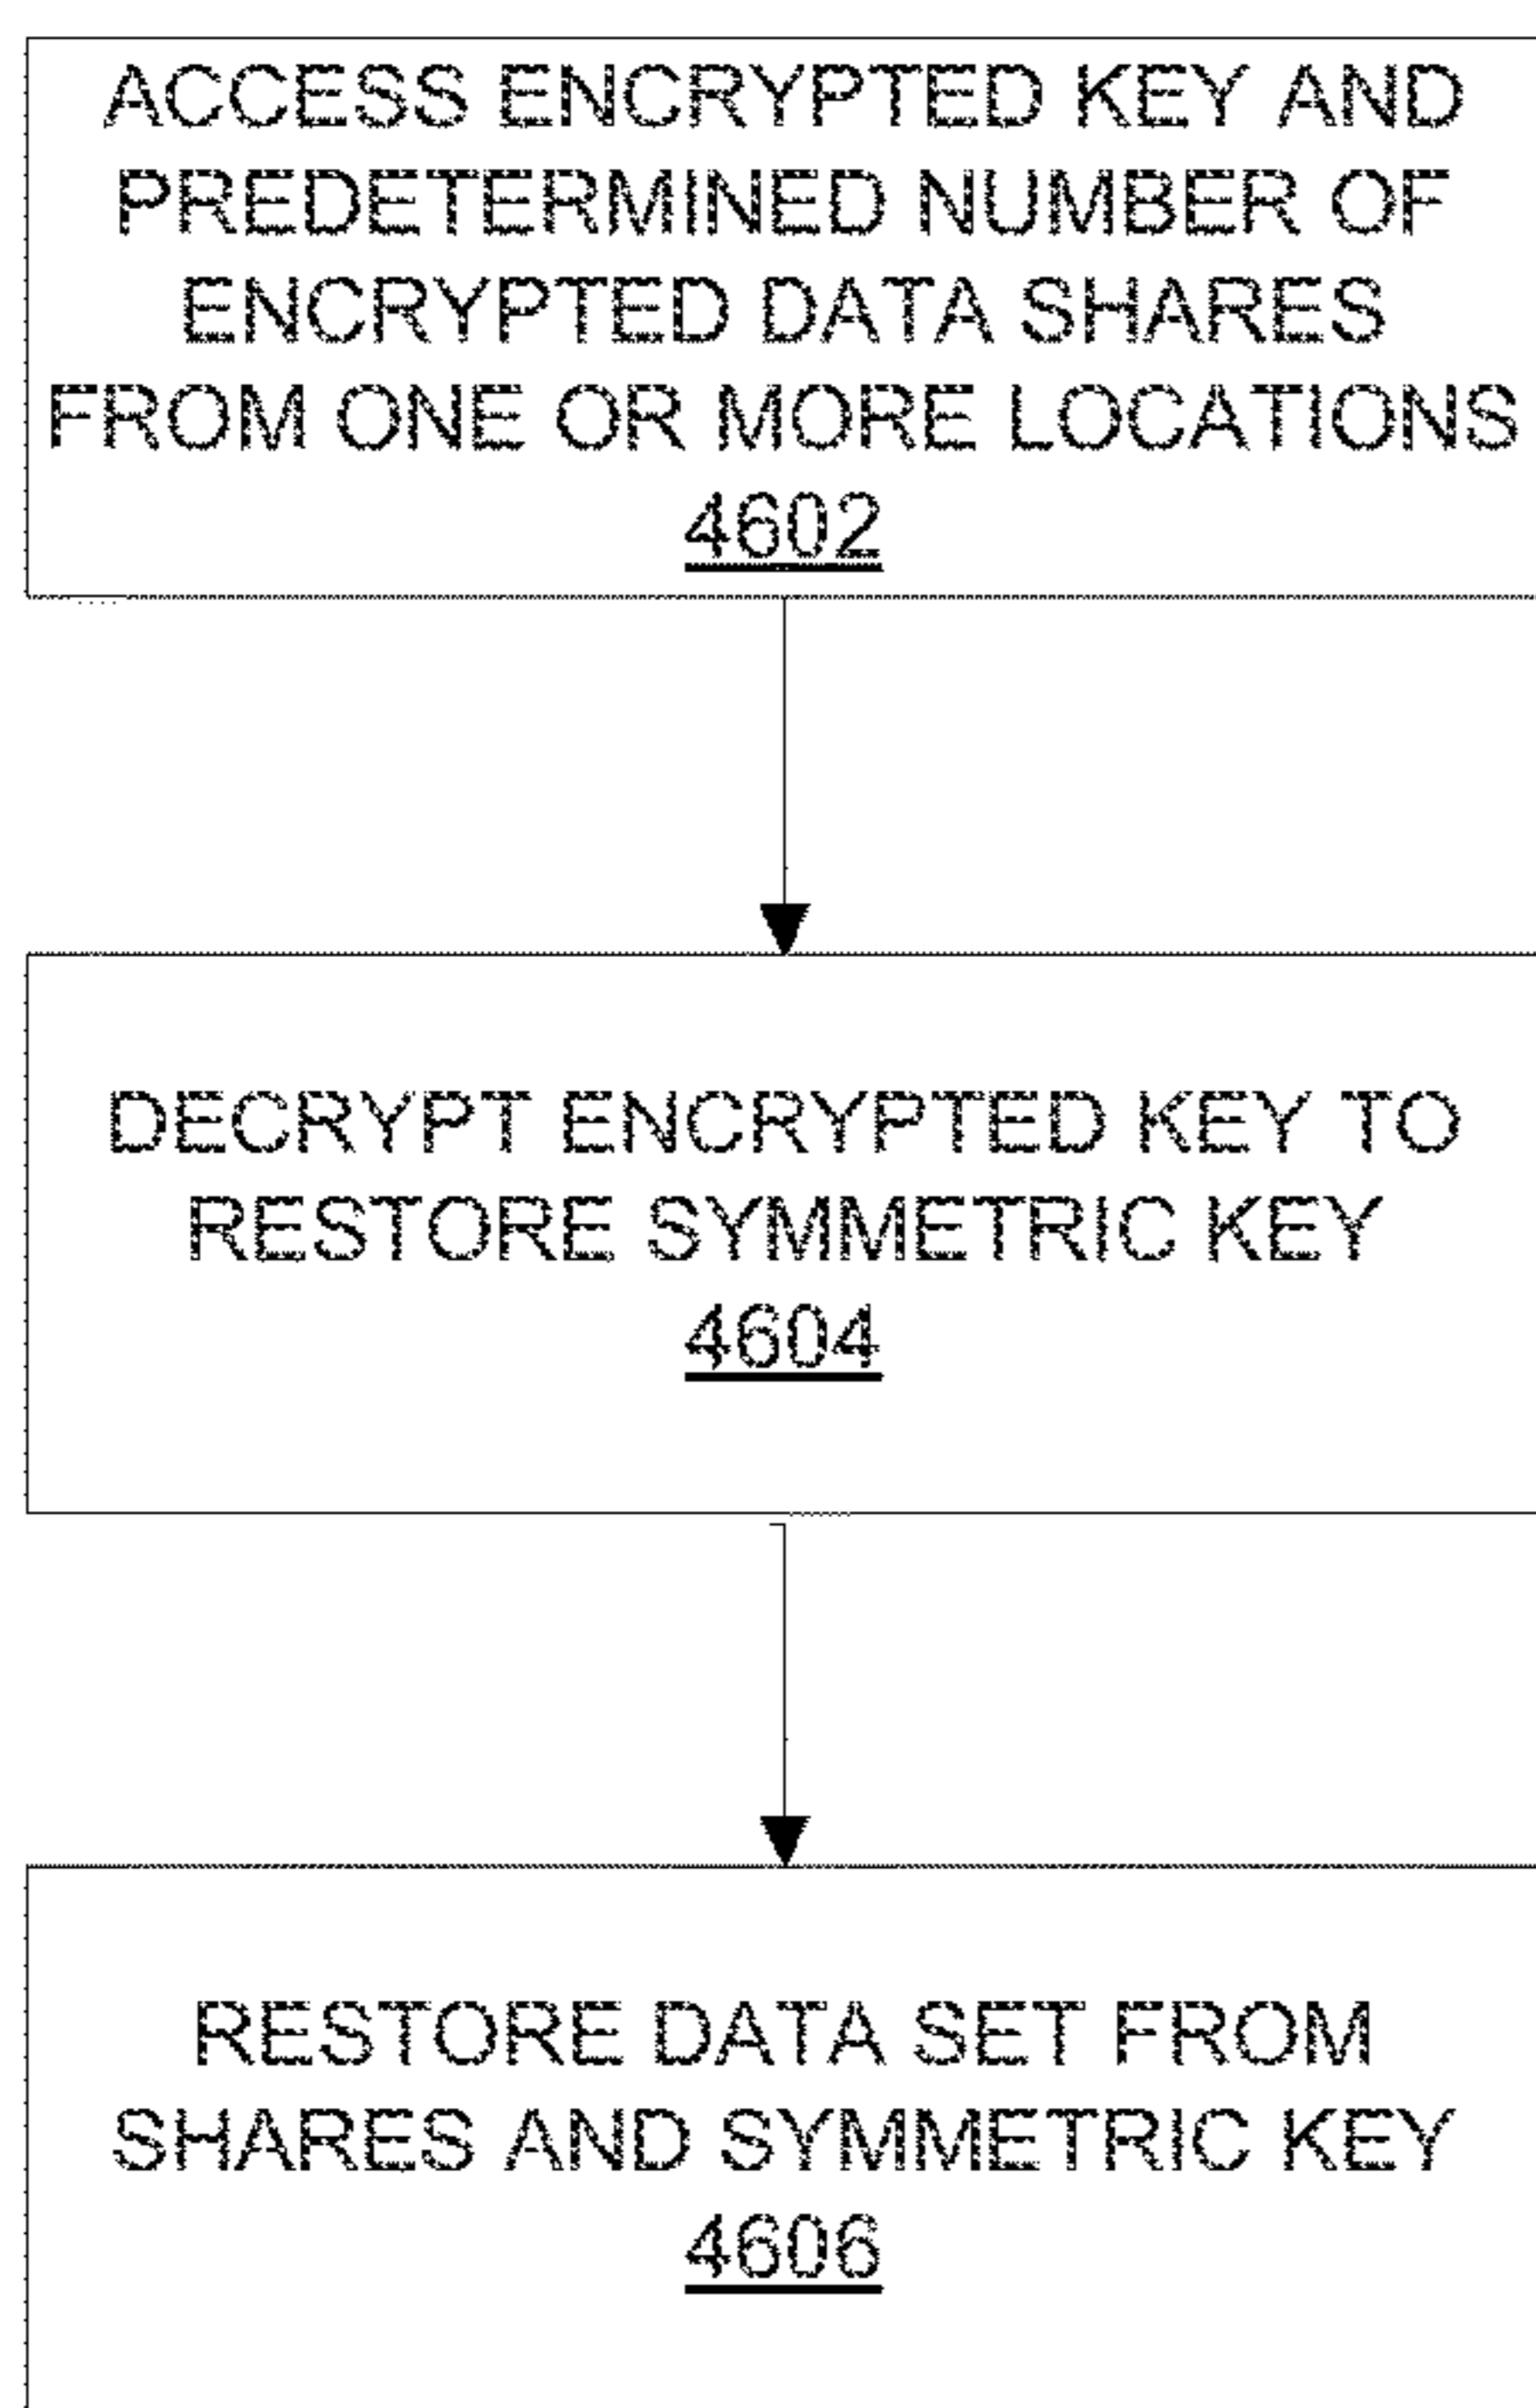 ACCESS ENCRYPTED KEY AND
PREDETERMINED NUMBER OF
ENCRYPTED DATA SHARES
FROM ONE OR MORE LOCATIONS
4602
DECRYPT ENCRYPTED KEY TO
RESTORE SYMMETRIC KEY
4604
RESTORE DATA SET FROM
SHARES AND SYMMETRIC KEY
4606